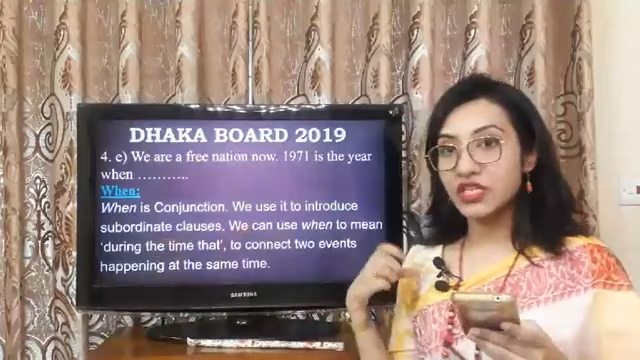 DHAKA BOARD 2019
4. c) We are a free nation now. 1971 is the year
when ………..
When:
When is Conjunction. We use it to introduce
subordinate clauses. We can use when to mean
'during the time that', to connect two events
happening at the same time.
SAMSUNG